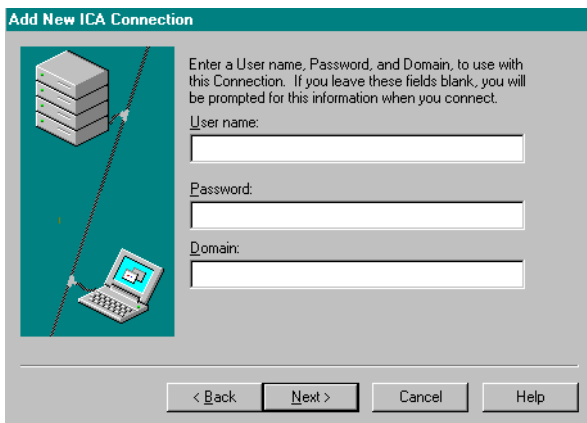 Add New ICA Connection
Enter a User name, Password, and Domain, to use with
this Connection. If you leave these fields blank, you will
be prompted for this information when you connect.
User name:
Password:
Domain:
< Back Next > Cancel Help